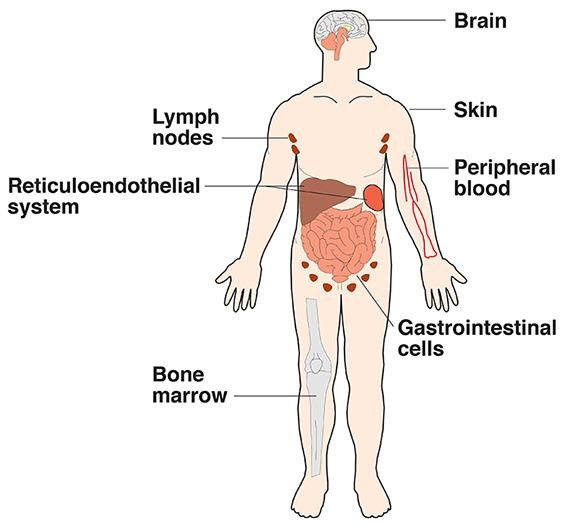 Brain
Skin
Lymph
nodes
Peripheral
blood
Reticuloendothelial
system
Gastrointestinal
cells
Bone
marrow